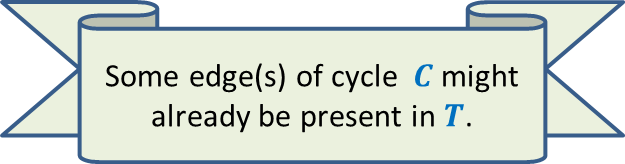 Some edge(s) of cycle C might
already be present in T.